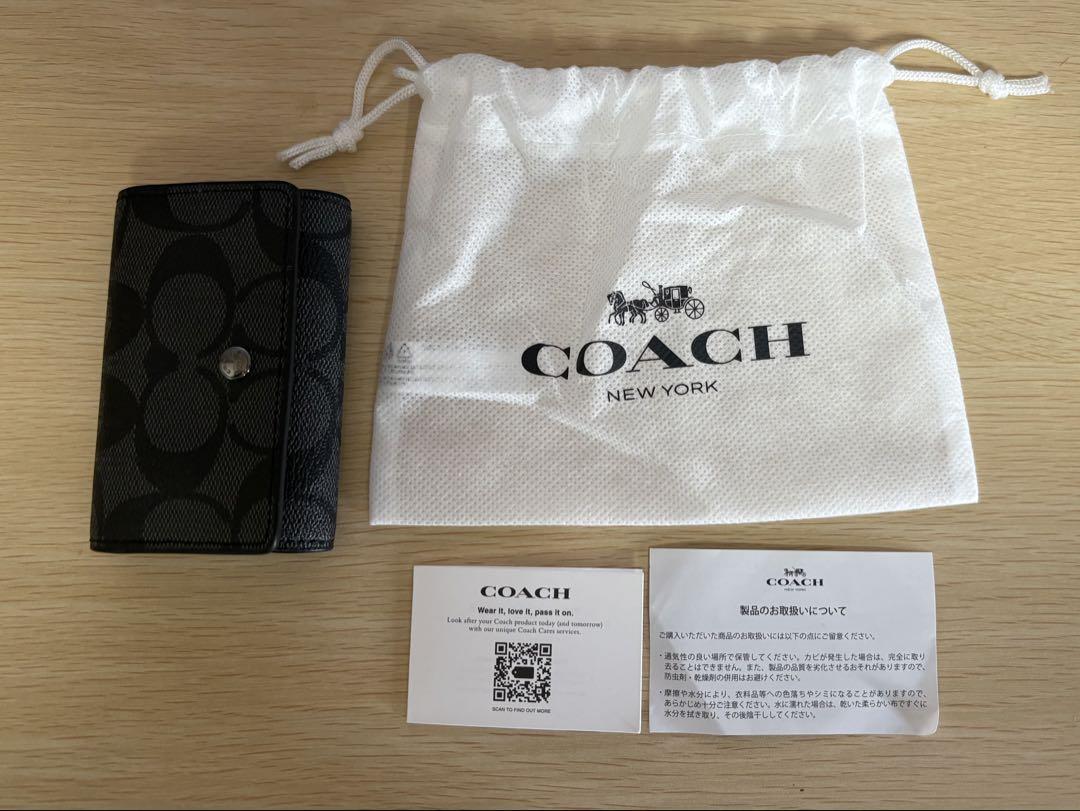 COACH
NEW YORK
COACH
Wear it, love it, pass it on.
Look after your Coach product today (and tomorrow)
with our unique Coach Cares services.
SCAN TO FIND OUT MORE
COACH
NEW YORK
製品のお取扱いについて
ご購入いただいた商品のお取扱いには以下の点にご留意ください。
・通気性の良い場所で保管してください。カビが発生した場合は、完全に取り
去ることはできません。また、製品の品質を劣化させるおそれがありますので、
防虫剤・乾燥剤の併用はお避けください。
・摩擦や水分により、衣料品等への色落ちやシミになることがありますので、
あらかじめ十分ご注意ください。水に濡れた場合は、乾いた柔らかい布ですぐに
水分を拭き取り、その後陰干ししてください。